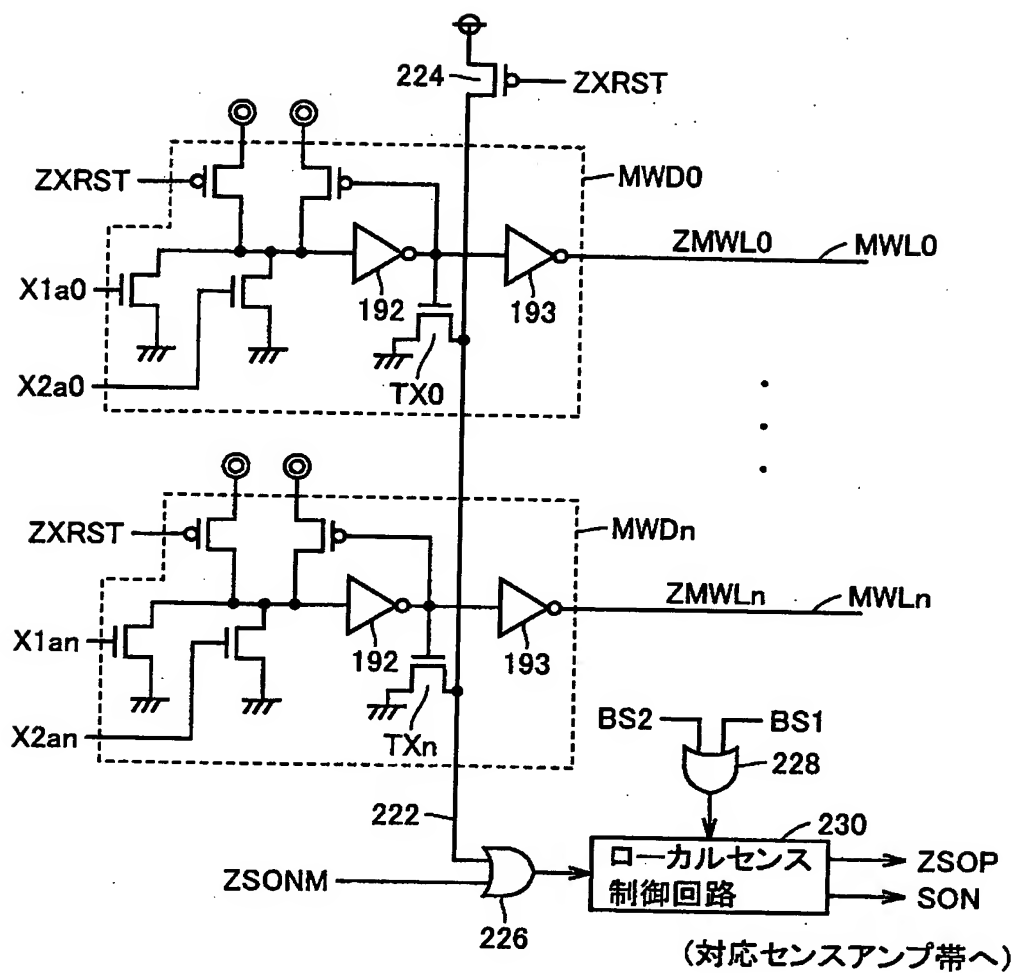 224
ZXRST
ZXRST
MWD0
X1a0
192
193
ZMWL0
MWL0
X2a0
TX0
ZXRST
MWDn
X1an
192
193
ZMWLn
MWLn
X2an
TXn
BS2
BS1
228
222
230
ZSONM
226
ローカルセンス
制御回路
ZSOP
SON
(対応センスアンプ帯へ)